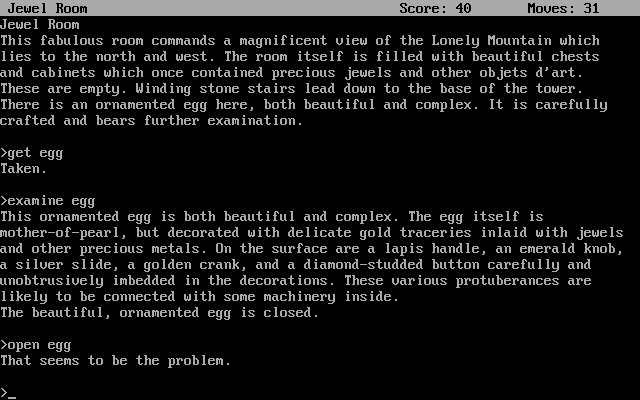 Jewel Room Score: 40 Moves: 31
Jewel Room
This fabulous room commands a magnificent view of the Lonely Mountain which
lies to the north and west. The room itself is filled with beautiful chests
and cabinets which once contained precious jewels and other objets d'art.
These are empty. Winding stone stairs lead down to the base of the tower.
There is an ornamented egg here, both beautiful and complex. It is carefully
crafted and bears further examination.
>get egg
Taken.
>examine egg
This ornamented egg is both beautiful and complex. The egg itself is
mother-of-pearl, but decorated with delicate gold traceries inlaid with jewels
and other precious metals. On the surface are a lapis handle, an emerald knob,
a silver slide, a golden crank, and a diamond-studded button carefully and
unobtrusively imbedded in the decorations. These various protuberances are
likely to be connected with some machinery inside.
The beautiful, ornamented egg is closed.
>open egg
That seems to be the problem.
>_